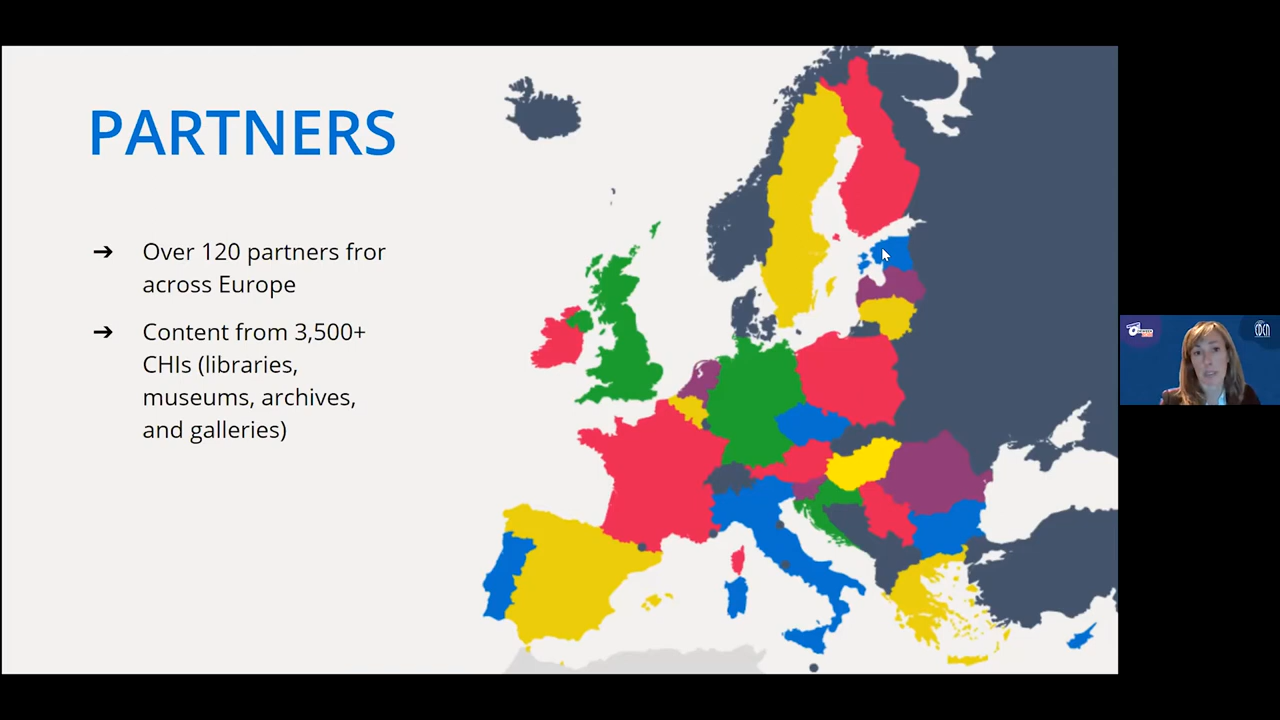 PARTNERS
➔ Over 120 partners fror
across Europe
➔ Content from 3,500+
CHIs (libraries,
museums, archives,
and galleries)